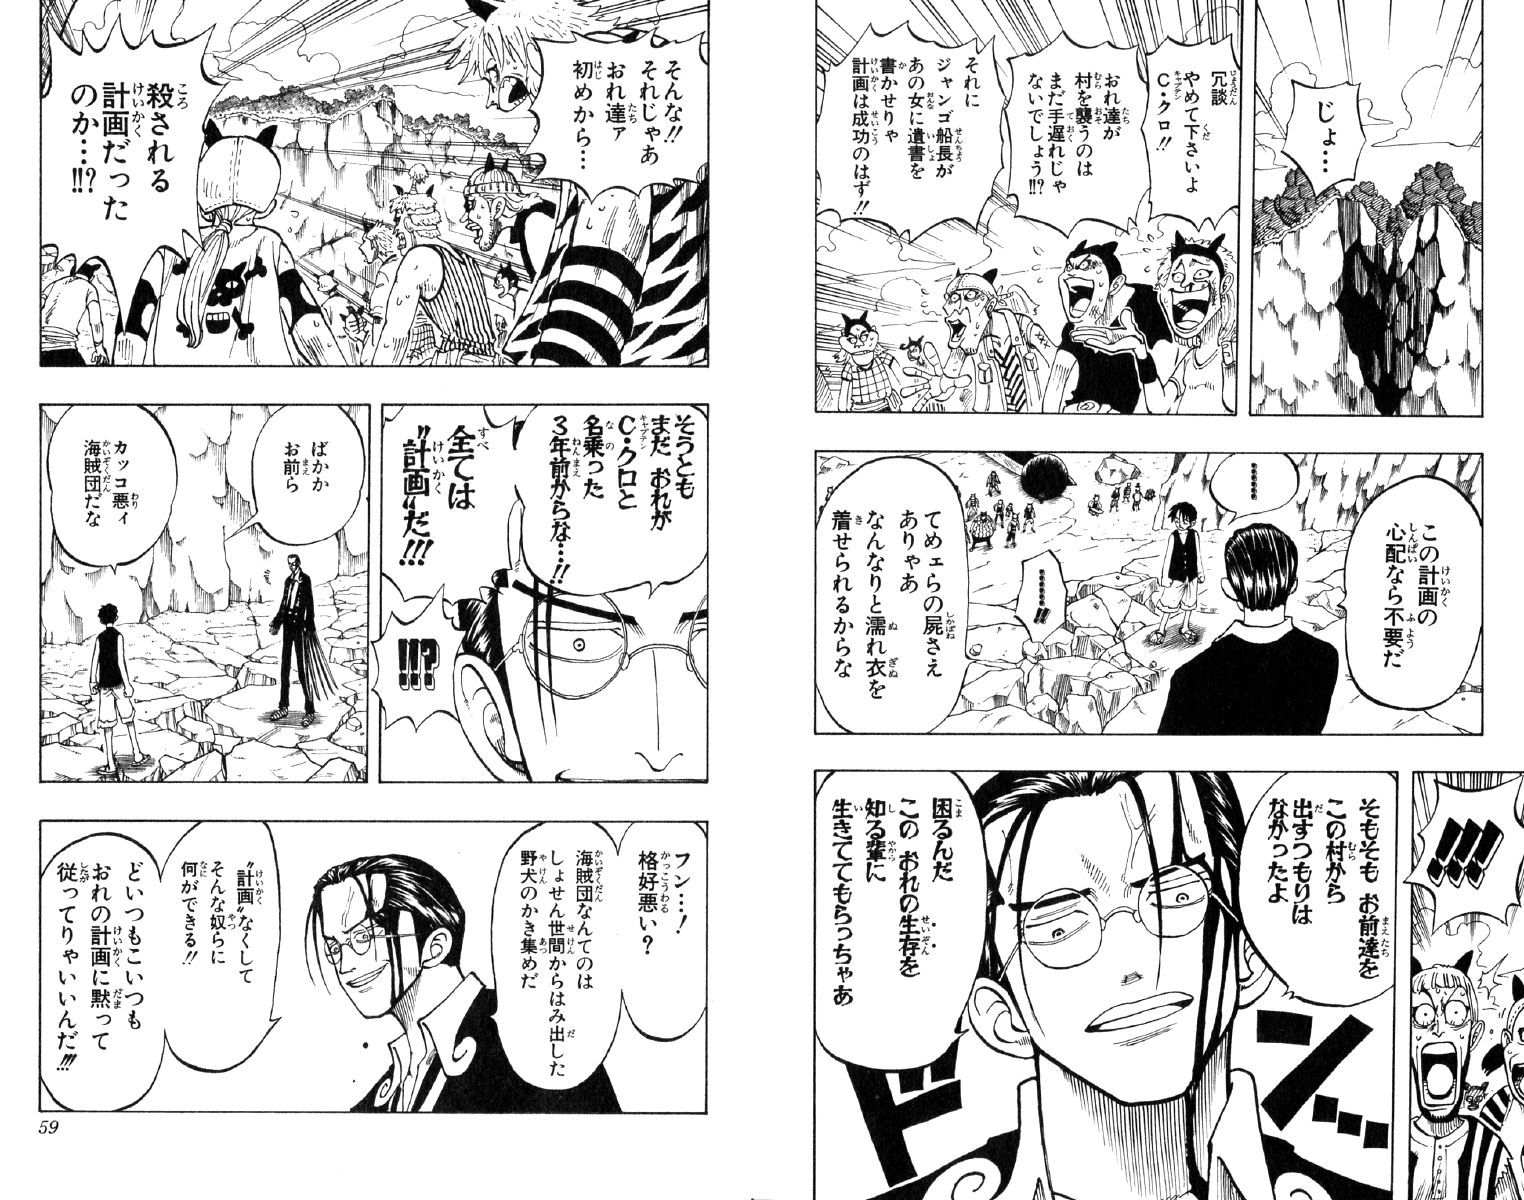 じょ…
冗談
やめて下さいよ
C・クロ!!
おれ達が
村を襲うのは
まだ手遅れじゃ
ないでしょう!!?
それに
ジャンゴ船長が
あの女に遺書を
書かせりゃ
計画は成功のはず!!
この計画の
心配なら不要だ
……
……!!
てめェらの屍さえ
ありゃあ
なんなりと濡れ衣を
着せられるからな
!!!!
そもそも お前達を
この村から
出すつもりは
なかったよ
困るんだ
この おれの生存を
知る輩に
生きててもらっちゃあ
ドン…
そんな!!
それじゃあ
おれ達ァ
初めから…
殺される
計画だった
のか…!!?
そうとも
まだ おれが
C・クロと
名乗った
3年前からな…!!
全ては
〝計画〟だ!!!
!!!?
ばかか
お前ら
カッコ悪ィ
海賊団だな
フン…!
格好悪い?
海賊団なんてのは
しょせん世間からはみ出した
野犬のかき集めだ
〝計画〟なくして
そんな奴らに
何ができる!!
どいつもこいつも
おれの計画に黙って
従ってりゃいいんだ!!!
59